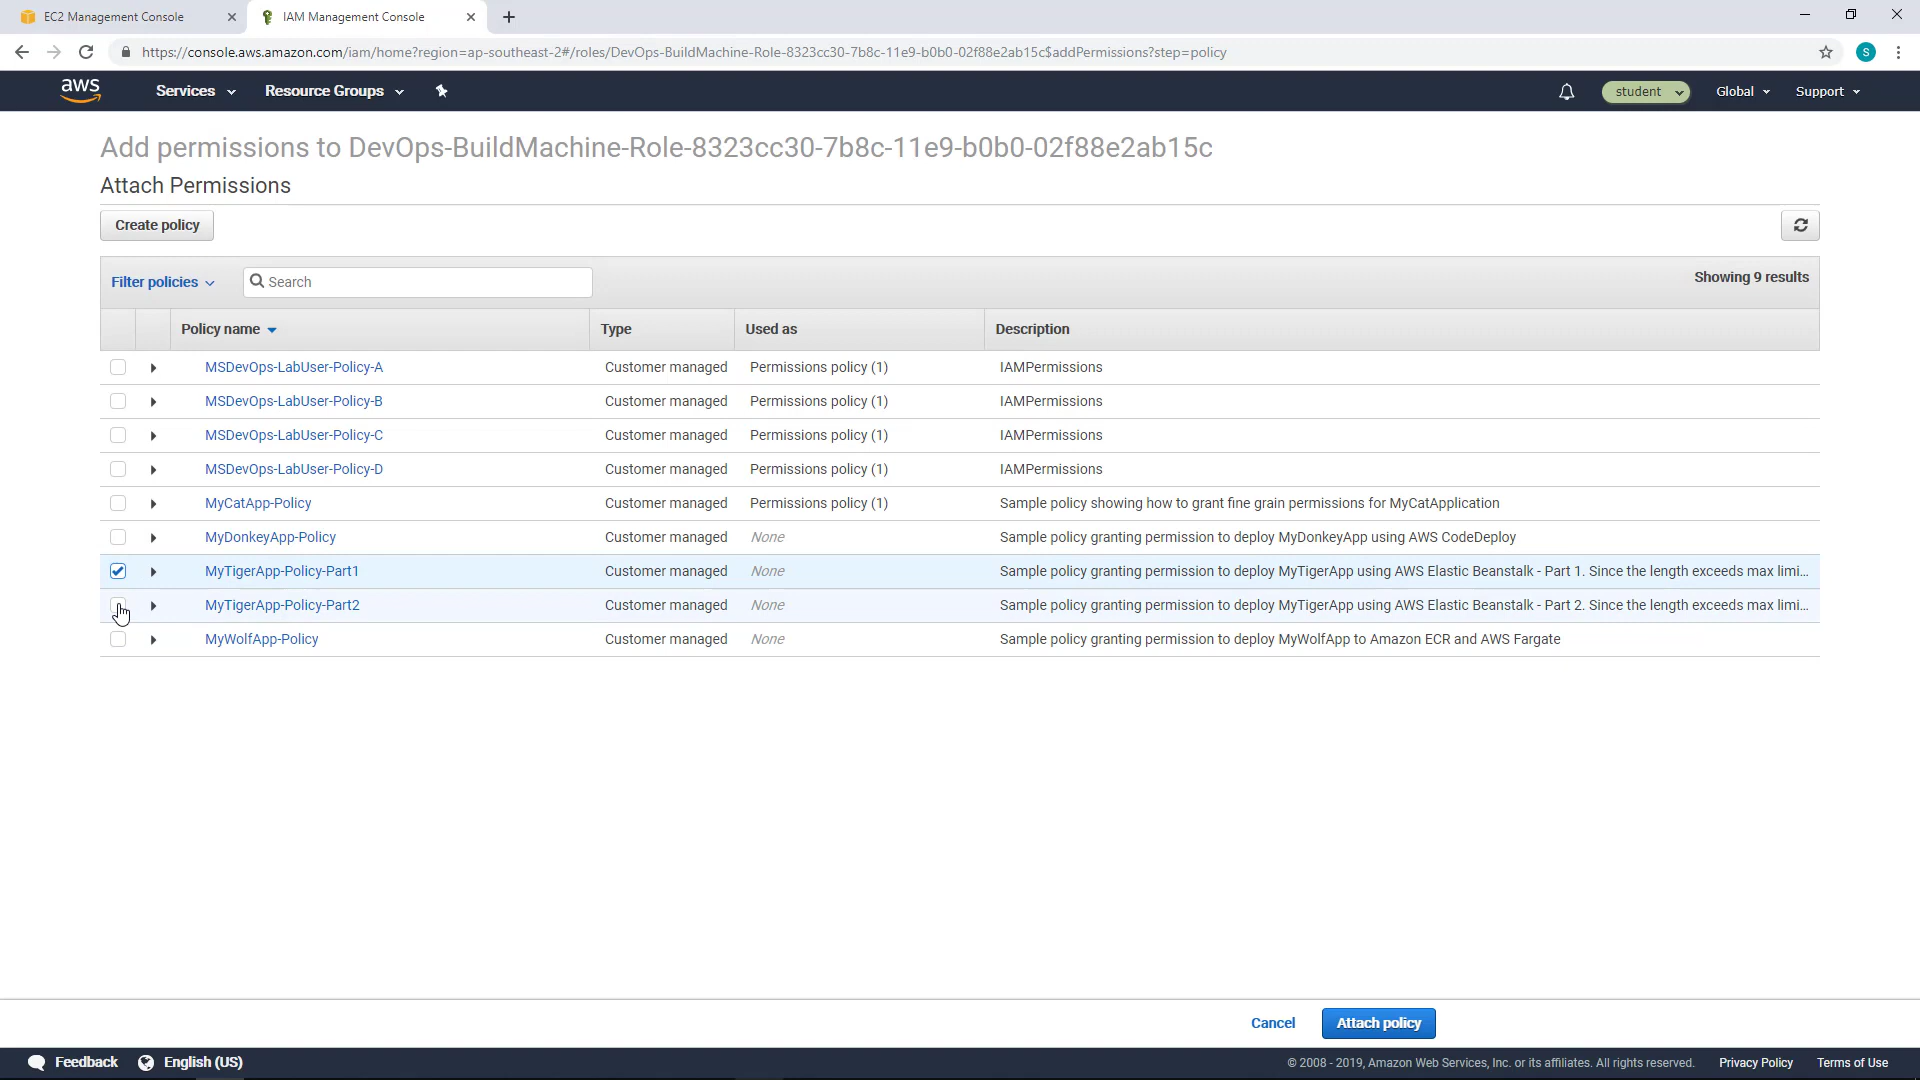 EC2 Management Console
IAM Management Console
https://console.aws.amazon.com/iam/home?region=ap-southeast-2#/roles/DevOps-BuildMachine-Role-8323cc30-7b8c-11e9-b0b0-02f88e2ab15c$addPermissions?step=policy
S
aws Services Resource Groups student Global Support
Add permissions to DevOps-BuildMachine-Role-8323cc30-7b8c-11e9-b0b0-02f88e2ab15c
Attach Permissions
Create policy
Filter policies Search Showing 9 results
Policy name Type Used as Description
MSDevOps-LabUser-Policy-A Customer managed Permissions policy (1) IAMPermissions
MSDevOps-LabUser-Policy-B Customer managed Permissions policy (1) IAMPermissions
MSDevOps-LabUser-Policy-C Customer managed Permissions policy (1) IAMPermissions
MSDevOps-LabUser-Policy-D Customer managed Permissions policy (1) IAMPermissions
MyCatApp-Policy Customer managed Permissions policy (1) Sample policy showing how to grant fine grain permissions for MyCatApplication
MyDonkeyApp-Policy Customer managed None Sample policy granting permission to deploy MyDonkeyApp using AWS CodeDeploy
MyTigerApp-Policy-Part1 Customer managed None Sample policy granting permission to deploy MyTigerApp using AWS Elastic Beanstalk - Part 1. Since the length exceeds max limi...
MyTigerApp-Policy-Part2 Customer managed None Sample policy granting permission to deploy MyTigerApp using AWS Elastic Beanstalk - Part 2. Since the length exceeds max limi...
MyWolfApp-Policy Customer managed None Sample policy granting permission to deploy MyWolfApp to Amazon ECR and AWS Fargate
Cancel Attach policy
Feedback English (US) © 2008 - 2019, Amazon Web Services, Inc. or its affiliates. All rights reserved. Privacy Policy Terms of Use